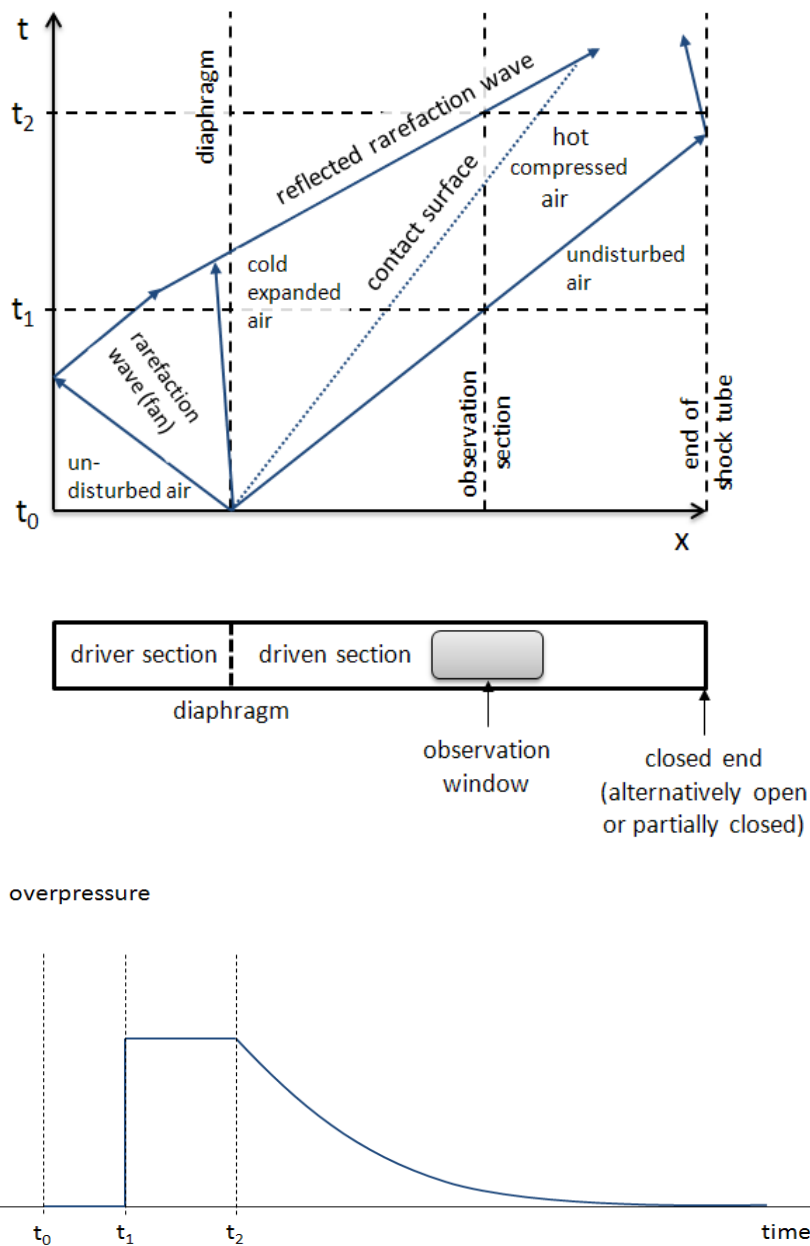 t
diaphragm
t2
reflected rarefaction wave
hot
compressed
air
contact surface
undisturbed
air
cold
expanded
air
t1
rarefaction
wave (fan)
observation
section
end of
shock tube
un-
disturbed air
t0
x
driver section
driven section
diaphragm
observation
window
closed end
(alternatively open
or partially closed)
overpressure
t0
t1
t2
time